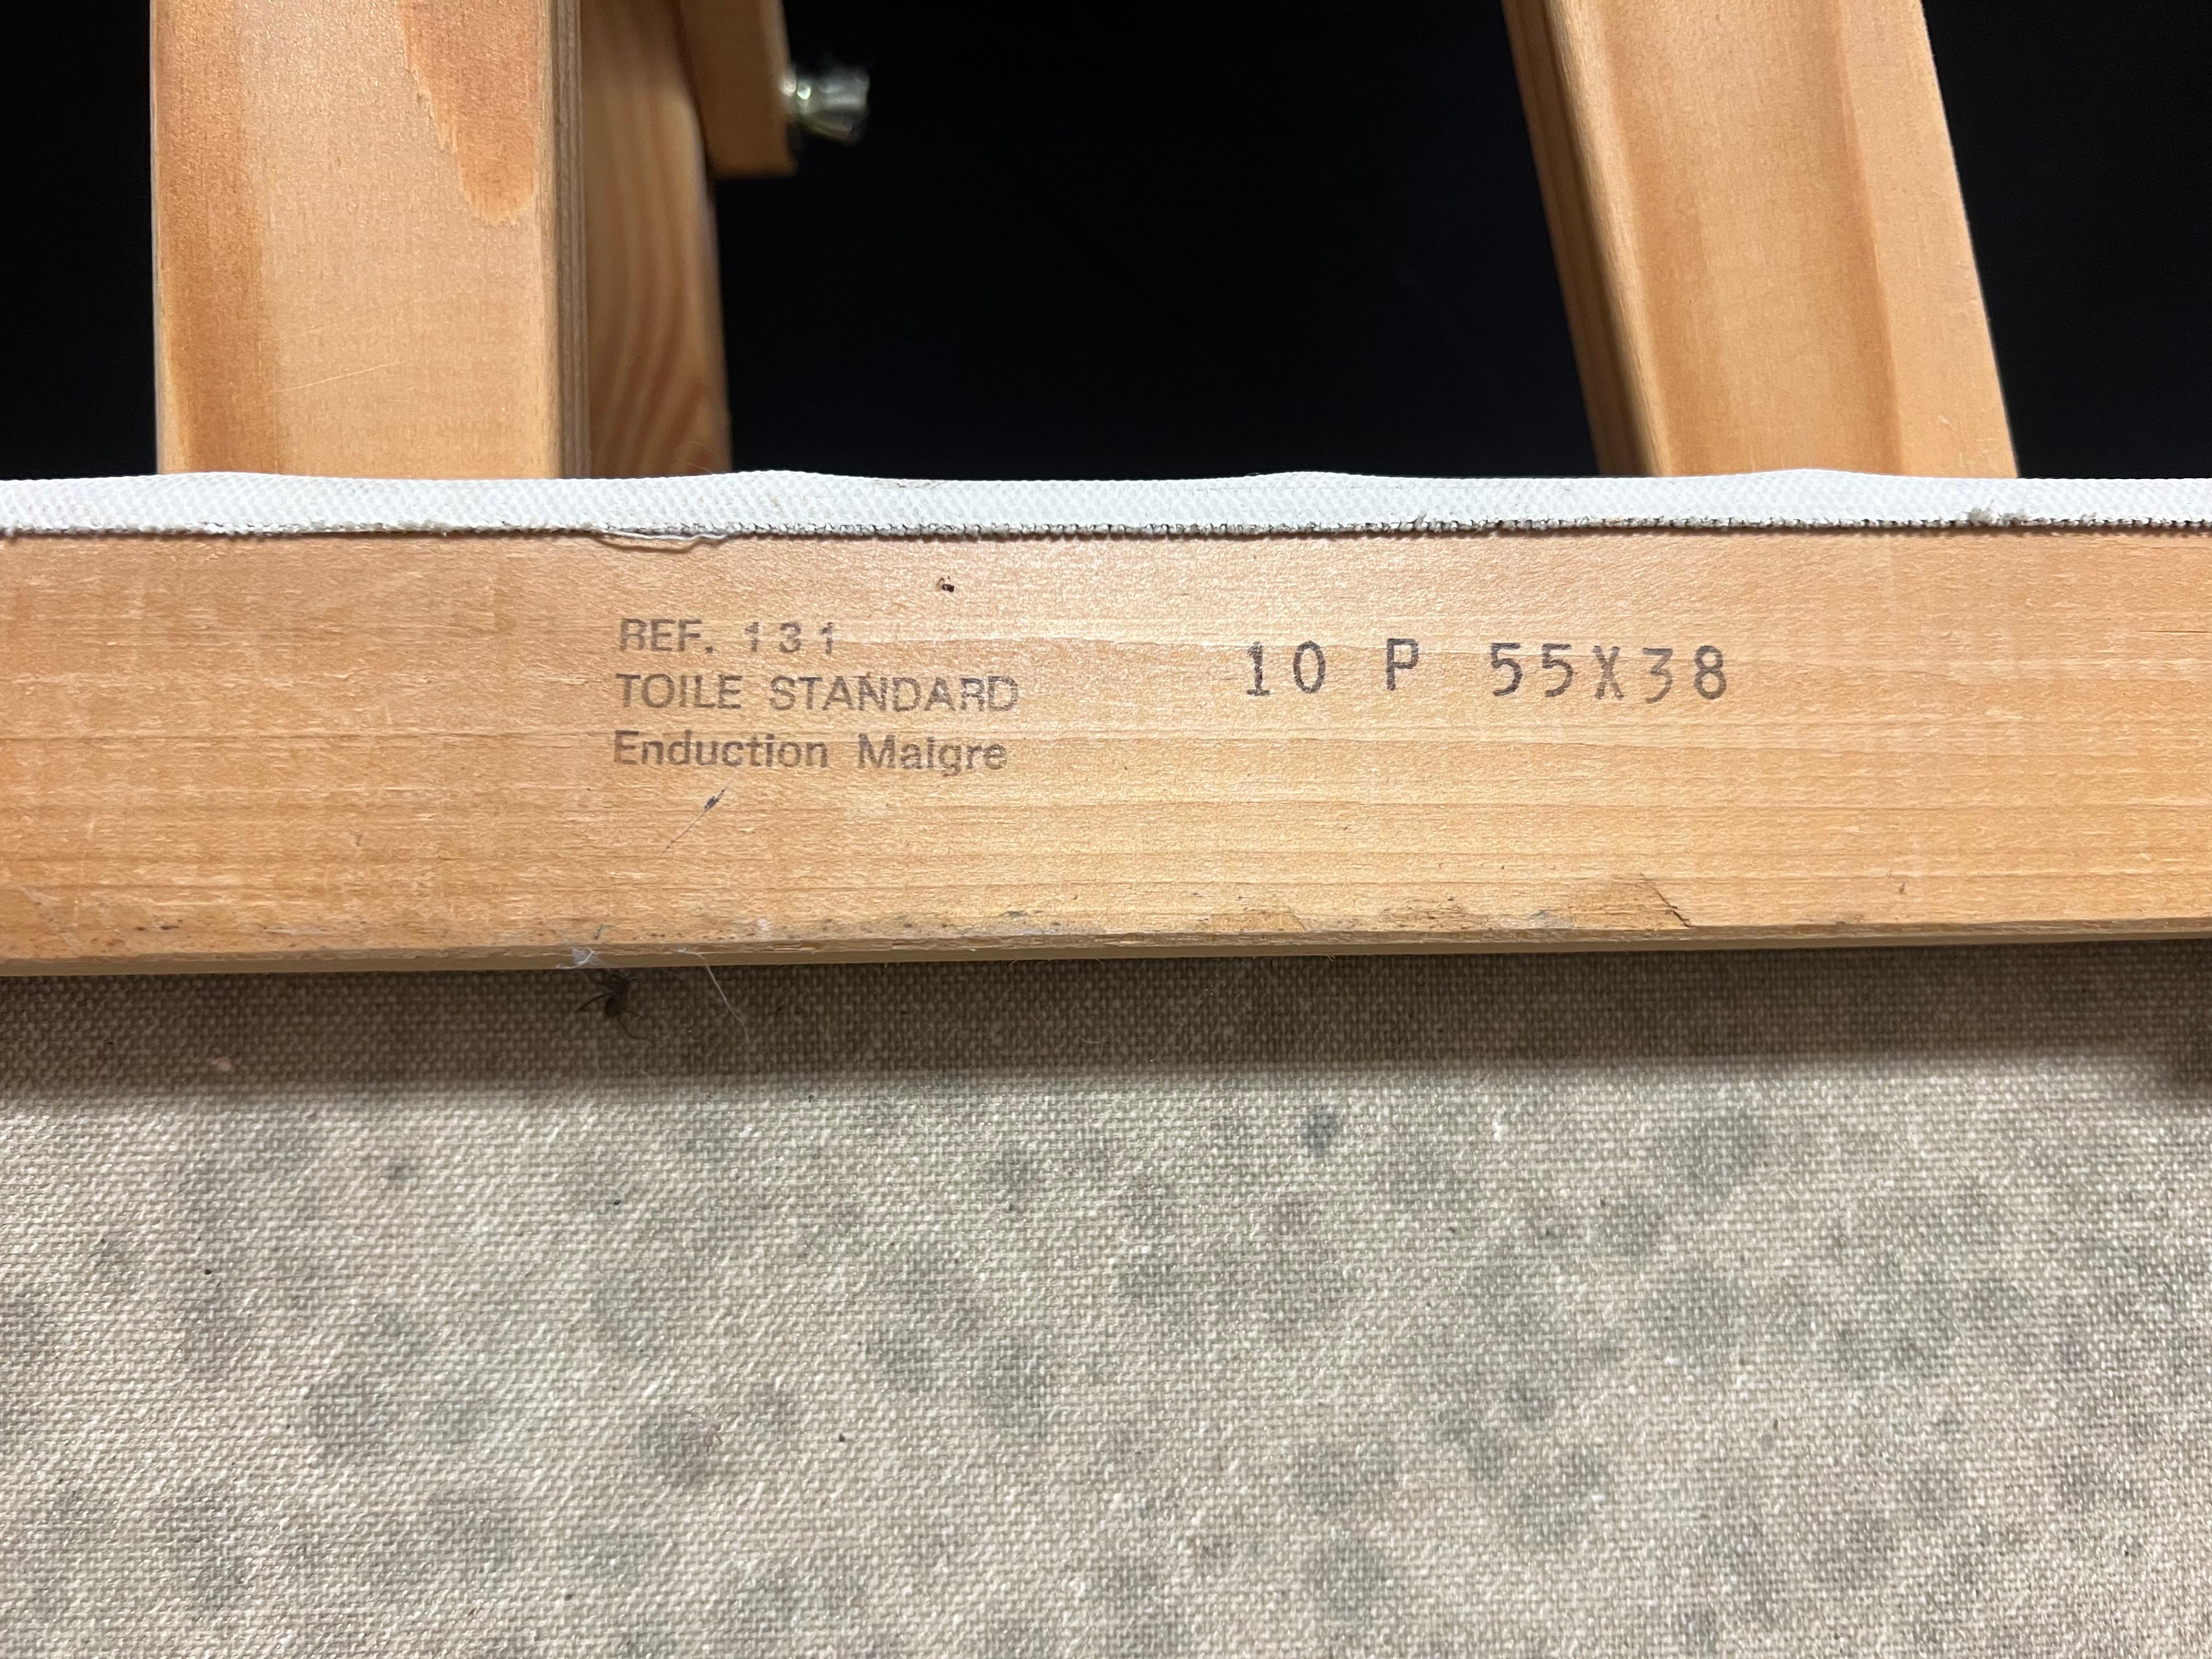 REF. 131
TOILE STANDARD
Enduction Maigre
10 P 55X38